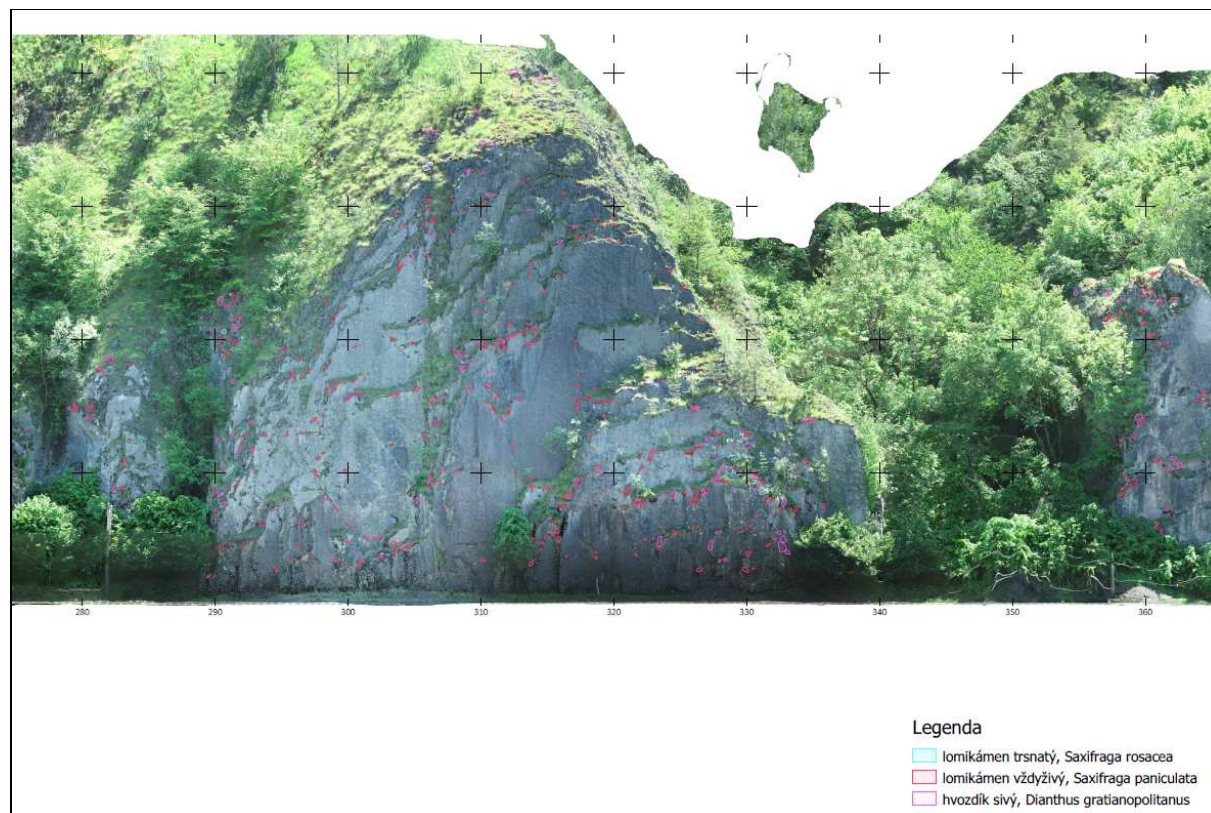 280 290 300 310 320 330 340 350 360
Legenda
lomikámen trsnatý, Saxifraga rosacea
lomikámen vždyživý, Saxifraga paniculata
hvozdík sivý, Dianthus gratianopolitanus